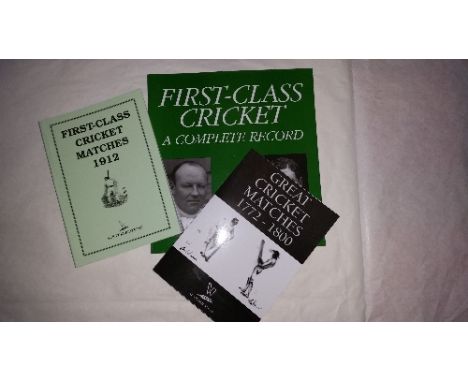 FIRST-CLASS
CRICKET
MATCHES
1912
FIRST-CLASS
CRICKET
A COMPLETE RECORD
GREAT
CRICKET
MATCHES
1772 - 1800